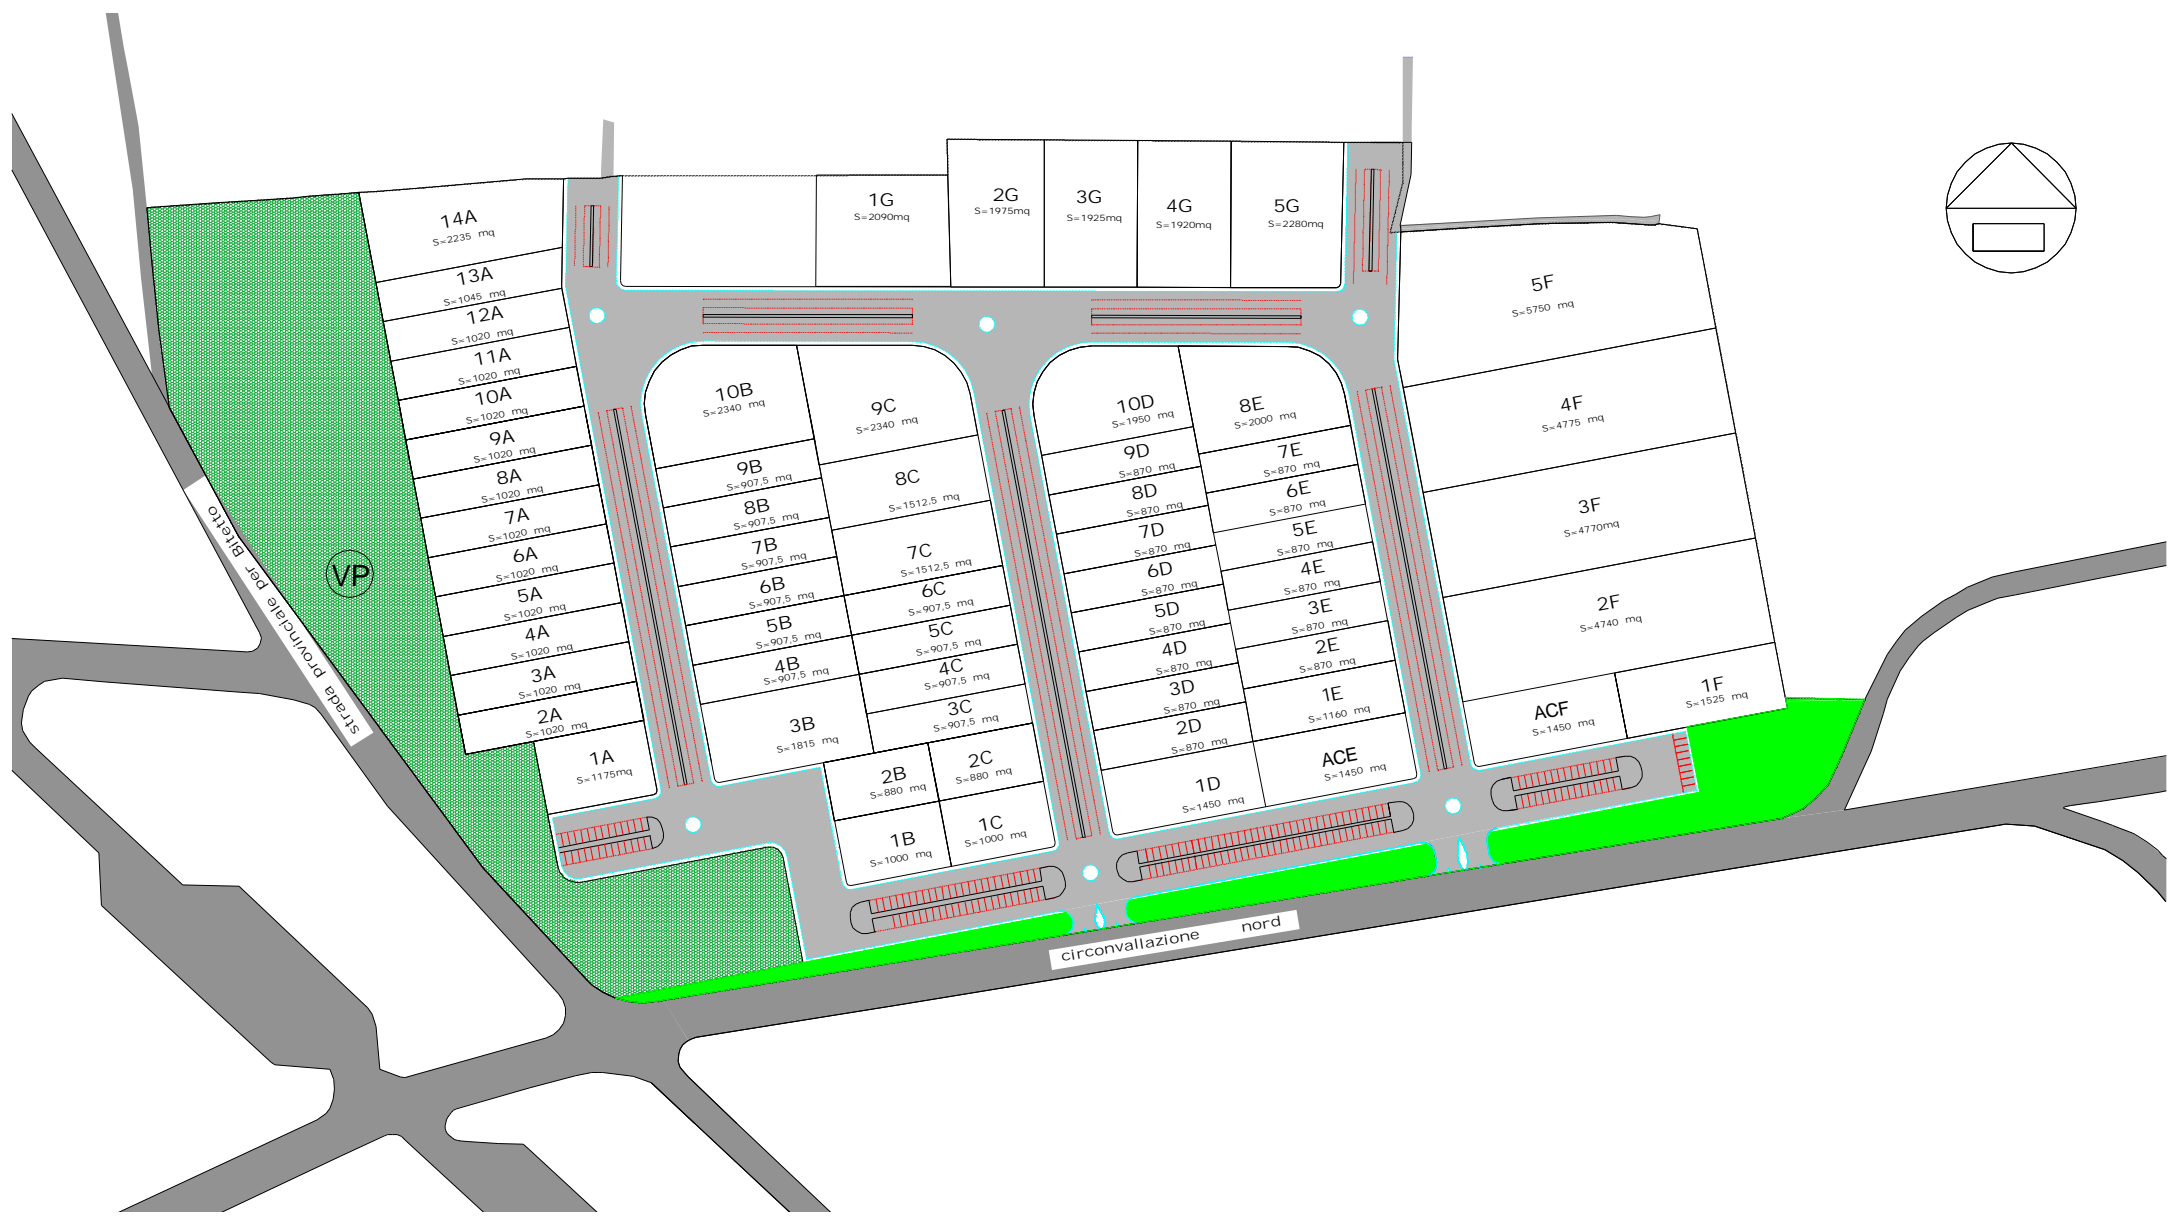 14A
S=2235 mq
13A
S=1045 mq
12A
S=1020 mq
11A
S=1020 mq
10A
S=1020 mq
9A
S=1020 mq
8A
S=1020 mq
7A
S=1020 mq
6A
S=1020 mq
5A
S=1020 mq
4A
S=1020 mq
3A
S=1020 mq
2A
S=1020 mq
1A
S=1175mq
VP
strada provinciale per Bitetto
10B
S=2340 mq
9B
S=907,5 mq
8B
S=907,5 mq
7B
S=907,5 mq
6B
S=907,5 mq
5B
S=907,5 mq
4B
S=907,5 mq
3B
S=1815 mq
2B
S=880 mq
1B
S=1000 mq
9C
S=2340 mq
8C
S=1512,5 mq
7C
S=1512,5 mq
6C
S=907,5 mq
5C
S=907,5 mq
4C
S=907,5 mq
3C
S=907,5 mq
2C
S=880 mq
1C
S=1000 mq
1G
S=2090mq
2G
S=1975mq
3G
S=1925mq
4G
S=1920mq
5G
S=2280mq
10D
S=1950 mq
9D
S=870 mq
8D
S=870 mq
7D
S=870 mq
6D
S=870 mq
5D
S=870 mq
4D
S=870 mq
3D
S=870 mq
2D
S=870 mq
1D
S=1450 mq
8E
S=2000 mq
7E
S=870 mq
6E
S=870 mq
5E
S=870 mq
4E
S=870 mq
3E
S=870 mq
2E
S=870 mq
1E
S=1160 mq
ACE
S=1450 mq
5F
S=5750 mq
4F
S=4775 mq
3F
S=4770mq
2F
S=4740 mq
1F
S=1525 mq
ACF
S=1450 mq
circonvallazione nord